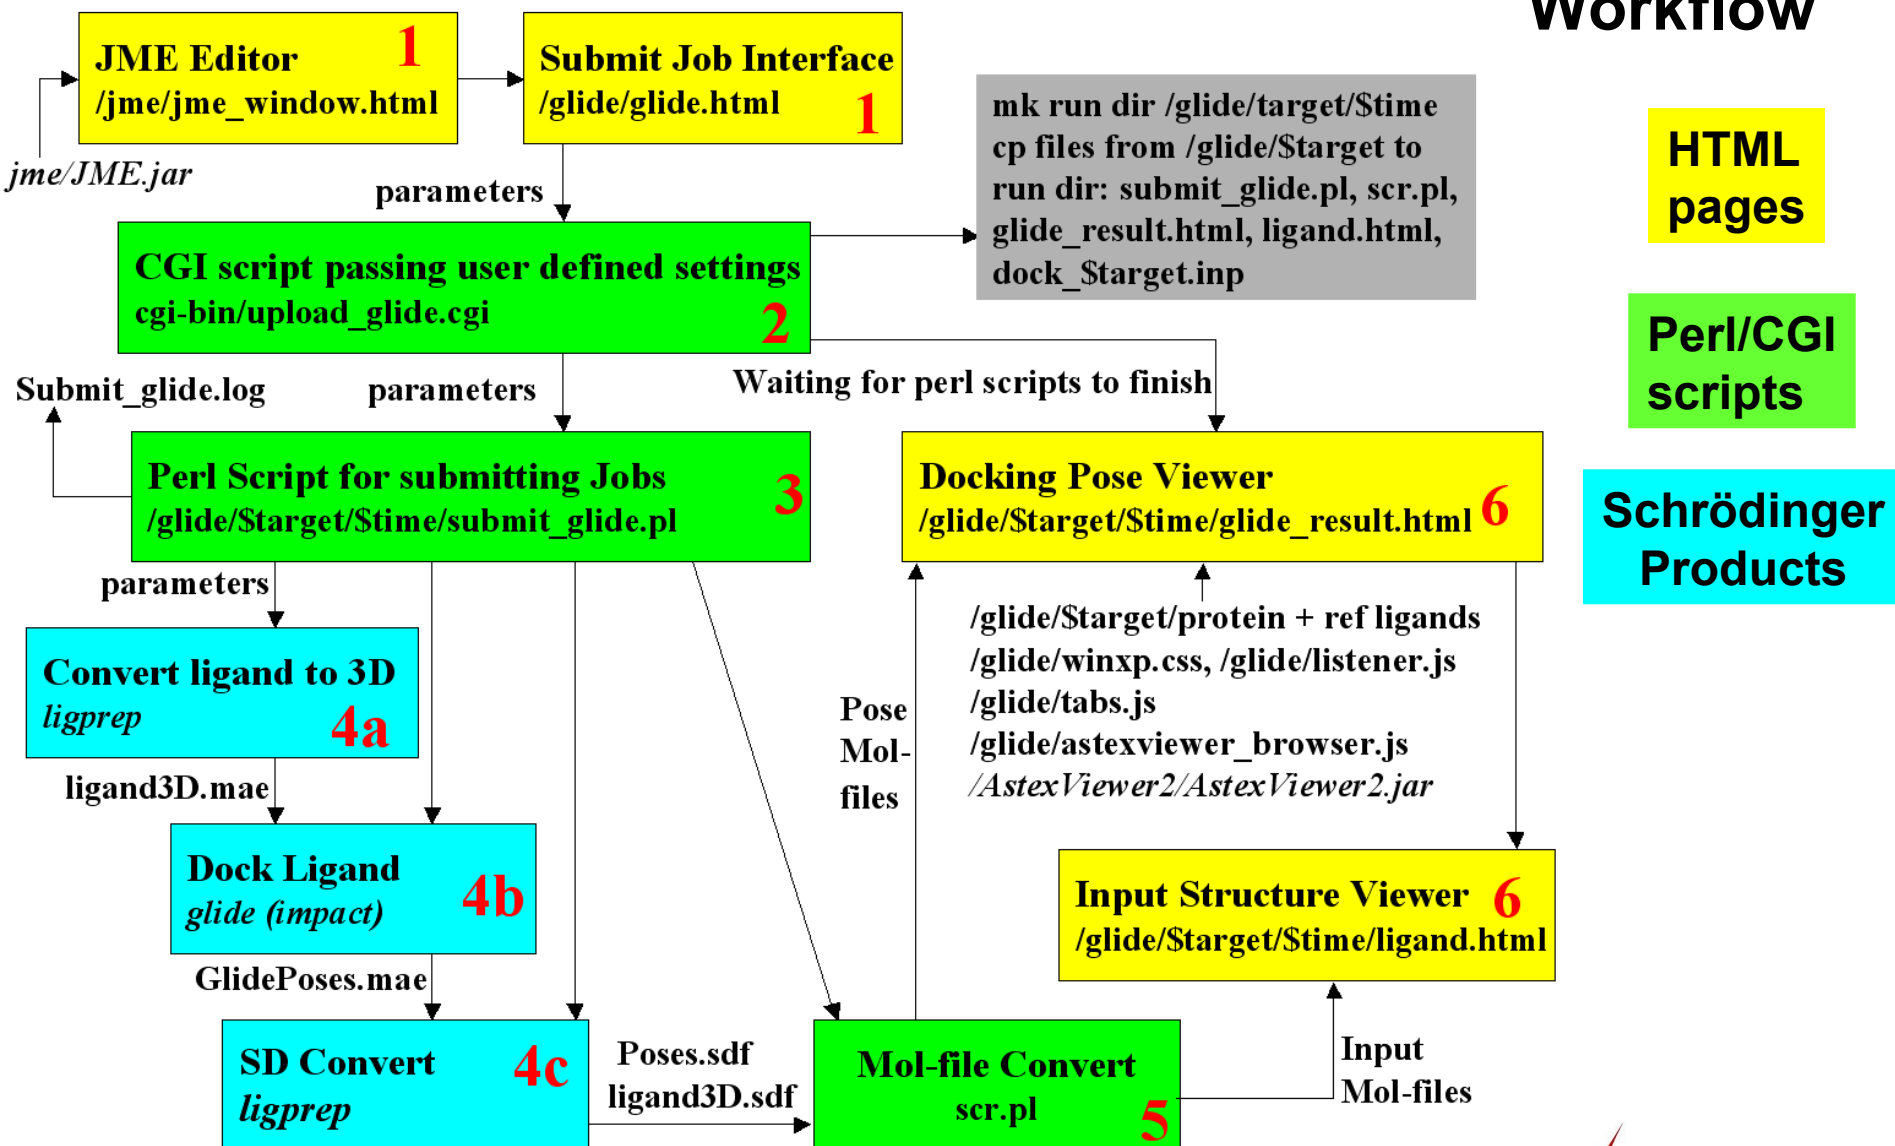 Workflow
JME Editor 1
/jme/jme_window.html
Submit Job Interface
/glide/glide.html 1
jme/JME.jar
mk run dir /glide/target/$time
cp files from /glide/$target to
run dir: submit_glide.pl, scr.pl,
glide_result.html, ligand.html,
dock_$target.inp
HTML
pages
parameters
CGI script passing user defined settings
cgi-bin/upload_glide.cgi 2
Perl/CGI
scripts
Submit_glide.log
parameters
Waiting for perl scripts to finish
Perl Script for submitting Jobs
/glide/$target/$time/submit_glide.pl 3
Docking Pose Viewer
/glide/$target/$time/glide_result.html 6
Schrödinger
Products
parameters
Convert ligand to 3D
ligprep 4a
/glide/$target/protein + ref ligands
/glide/winxp.css, /glide/listener.js
/glide/tabs.js
/glide/astexviewer_browser.js
/AstexViewer2/AstexViewer2.jar
Pose
Mol-
files
ligand3D.mae
Dock Ligand
glide (impact) 4b
Input Structure Viewer 6
/glide/$target/$time/ligand.html
GlidePoses.mae
SD Convert 4c
ligprep
Poses.sdf
ligand3D.sdf
Mol-file Convert
scr.pl 5
Input
Mol-files